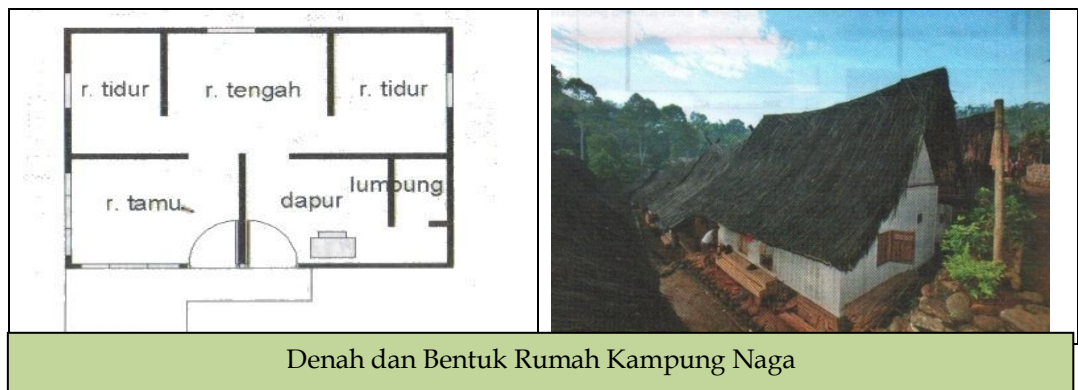 r. tidur
r. tengah
r. tidur
r. tamu
dapur
lumbung
Denah dan Bentuk Rumah Kampung Naga